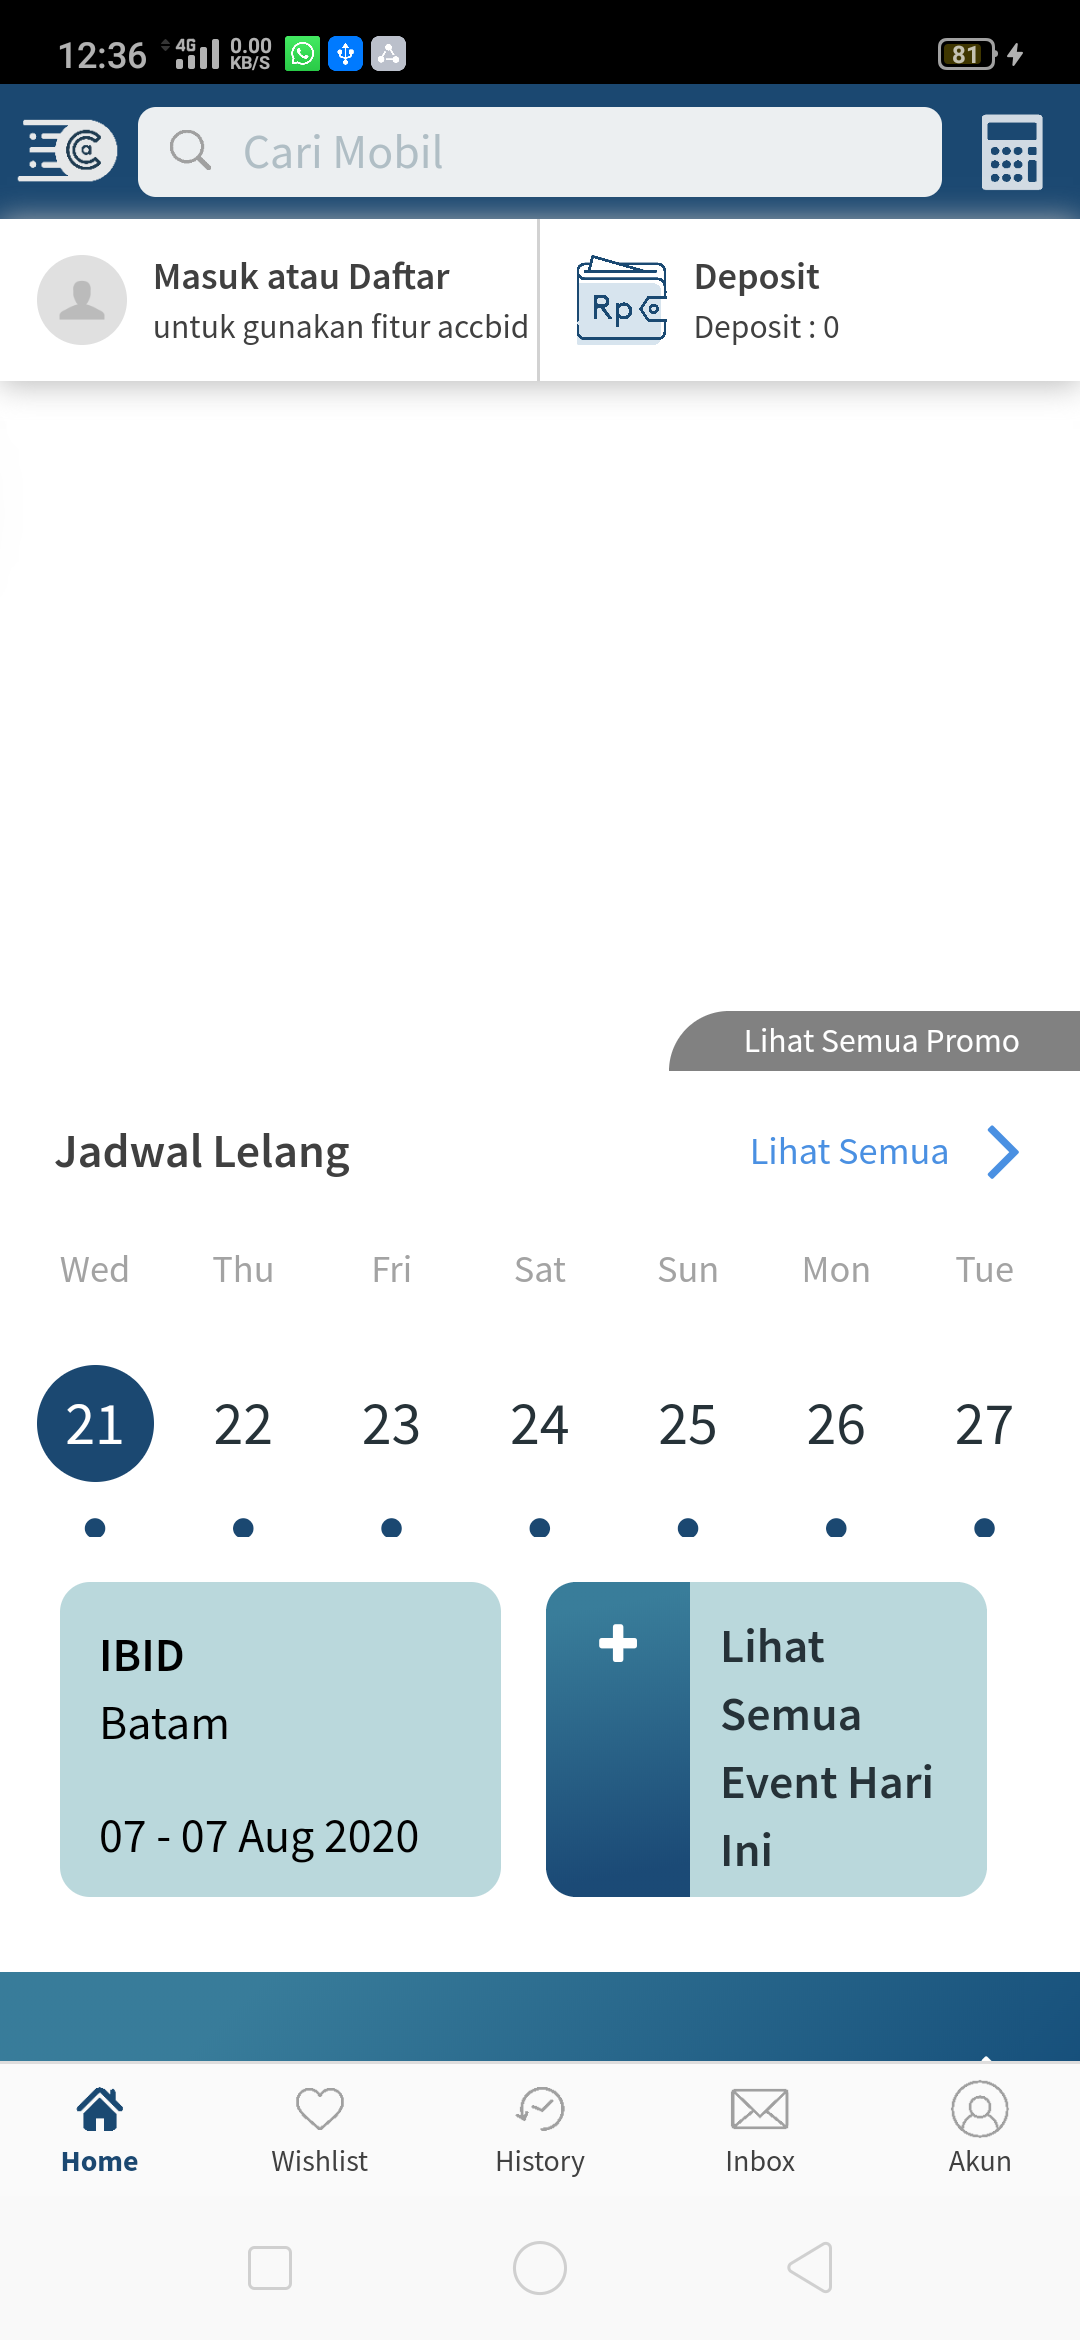 12:36 4G 0.00 KB/S 81
Cari Mobil
Masuk atau Daftar
untuk gunakan fitur accbid
Rp
Deposit
Deposit : 0
Lihat Semua Promo
Jadwal Lelang
Lihat Semua
Wed Thu Fri Sat Sun Mon Tue
21 22 23 24 25 26 27
IBID
Batam
07 - 07 Aug 2020
Lihat
Semua
Event Hari
Ini
Home Wishlist History Inbox Akun